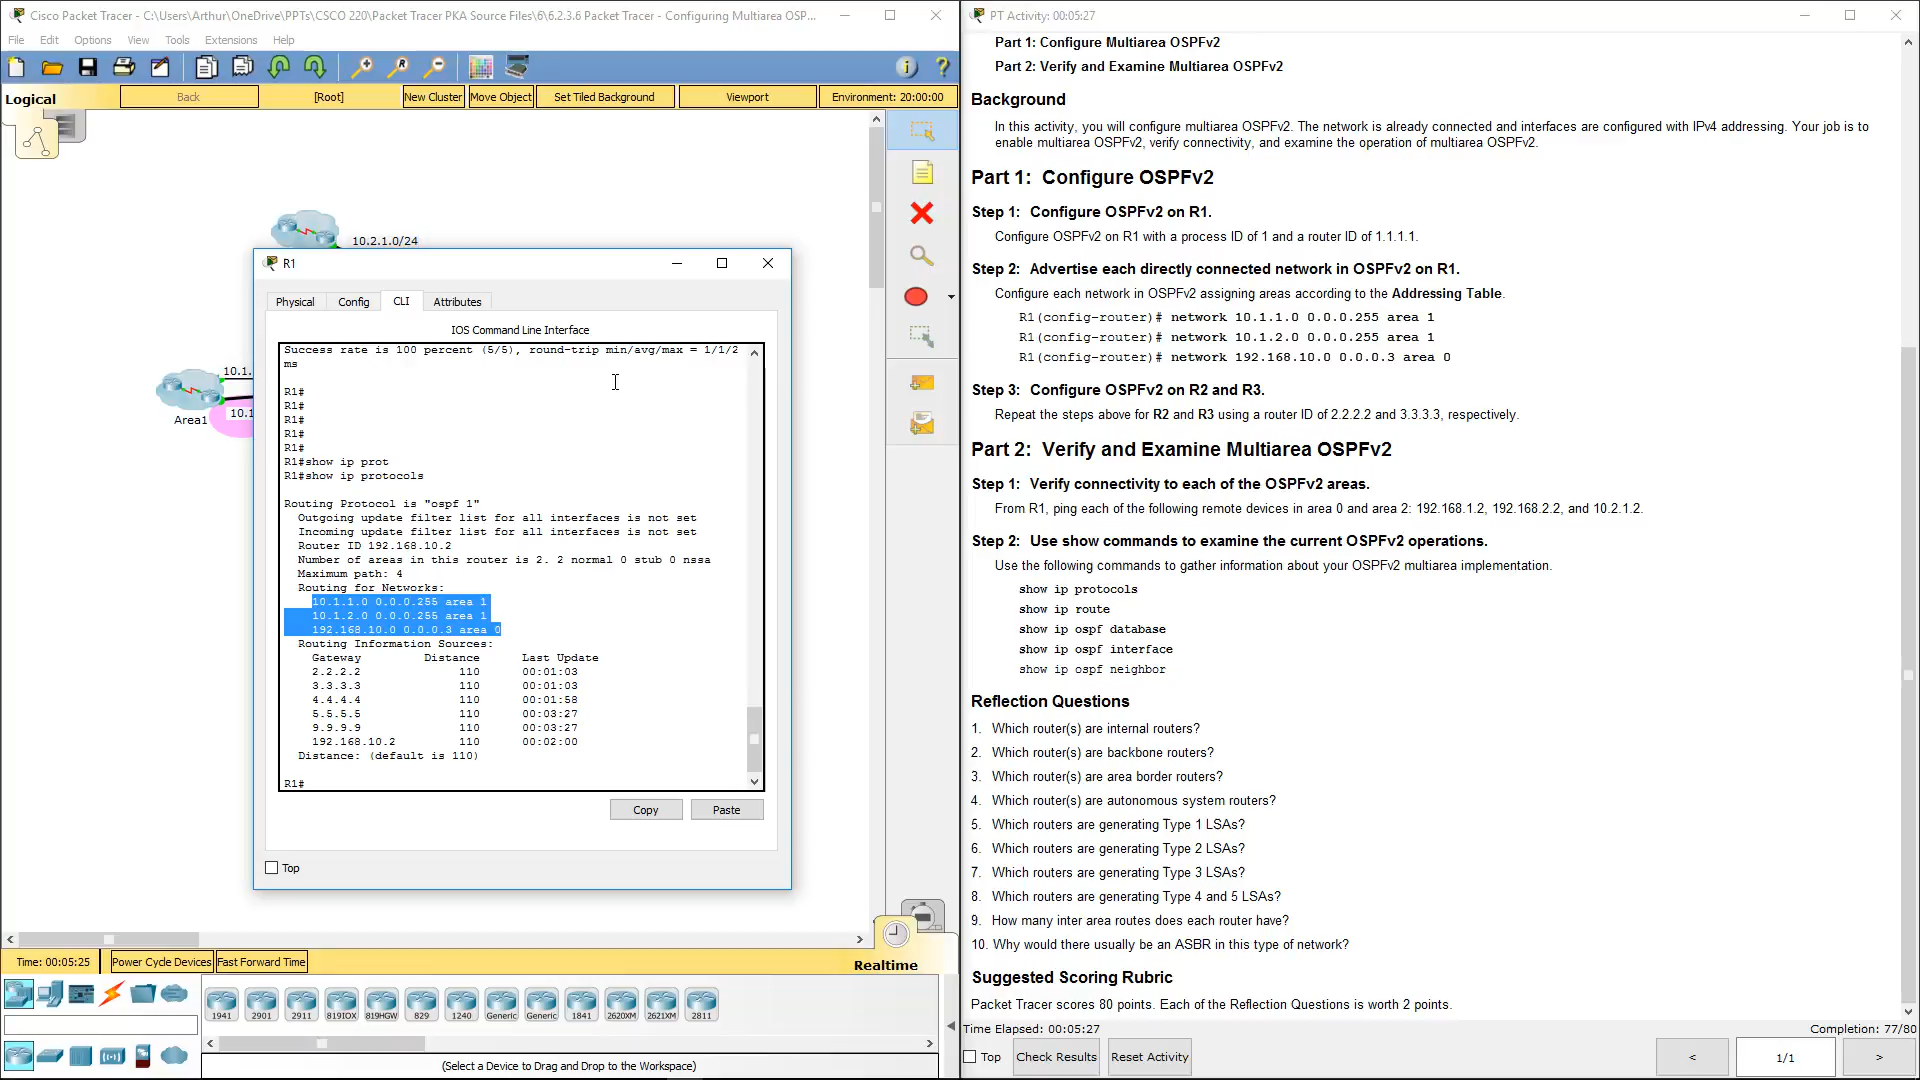 Cisco Packet Tracer - C:\Users\Arthur\OneDrive\PPTs\CSCO 220\Packet Tracer PKA Source Files\6\6.2.3.6 Packet Tracer - Configuring Multiarea OSP...
File Edit Options View Tools Extensions Help
Logical
Back
[Root]
New Cluster
Move Object
Set Tiled Background
Viewport
Environment: 20:00:00
10.2.1.0/24
10.1.
10.1
Area1
R1
Physical
Config
CLI
Attributes
IOS Command Line Interface
Success rate is 100 percent (5/5), round-trip min/avg/max = 1/1/2
ms
R1#
R1#
R1#
R1#
R1#
R1#show ip prot
R1#show ip protocols
Routing Protocol is "ospf 1"
Outgoing update filter list for all interfaces is not set
Incoming update filter list for all interfaces is not set
Router ID 192.168.10.2
Number of areas in this router is 2. 2 normal 0 stub 0 nssa
Maximum path: 4
Routing for Networks:
10.1.1.0 0.0.0.255 area 1
10.1.2.0 0.0.0.255 area 1
192.168.10.0 0.0.0.3 area 0
Routing Information Sources:
Gateway Distance Last Update
2.2.2.2 110 00:01:03
3.3.3.3 110 00:01:03
4.4.4.4 110 00:01:58
5.5.5.5 110 00:03:27
9.9.9.9 110 00:03:27
192.168.10.2 110 00:02:00
Distance: (default is 110)
R1#
Copy
Paste
Top
Time: 00:05:25
Power Cycle Devices
Fast Forward Time
Realtime
1941
2901
2911
819IOX
819HGW
829
1240
Generic
Generic
1841
2620XM
2621XM
2811
(Select a Device to Drag and Drop to the Workspace)
PT Activity: 00:05:27
Part 1: Configure Multiarea OSPFv2
Part 2: Verify and Examine Multiarea OSPFv2
Background
In this activity, you will configure multiarea OSPFv2. The network is already connected and interfaces are configured with IPv4 addressing. Your job is to
enable multiarea OSPFv2, verify connectivity, and examine the operation of multiarea OSPFv2.
Part 1: Configure OSPFv2
Step 1: Configure OSPFv2 on R1.
Configure OSPFv2 on R1 with a process ID of 1 and a router ID of 1.1.1.1.
Step 2: Advertise each directly connected network in OSPFv2 on R1.
Configure each network in OSPFv2 assigning areas according to the Addressing Table.
R1(config-router)# network 10.1.1.0 0.0.0.255 area 1
R1(config-router)# network 10.1.2.0 0.0.0.255 area 1
R1(config-router)# network 192.168.10.0 0.0.0.3 area 0
Step 3: Configure OSPFv2 on R2 and R3.
Repeat the steps above for R2 and R3 using a router ID of 2.2.2.2 and 3.3.3.3, respectively.
Part 2: Verify and Examine Multiarea OSPFv2
Step 1: Verify connectivity to each of the OSPFv2 areas.
From R1, ping each of the following remote devices in area 0 and area 2: 192.168.1.2, 192.168.2.2, and 10.2.1.2.
Step 2: Use show commands to examine the current OSPFv2 operations.
Use the following commands to gather information about your OSPFv2 multiarea implementation.
show ip protocols
show ip route
show ip ospf database
show ip ospf interface
show ip ospf neighbor
Reflection Questions
1. Which router(s) are internal routers?
2. Which router(s) are backbone routers?
3. Which router(s) are area border routers?
4. Which router(s) are autonomous system routers?
5. Which routers are generating Type 1 LSAs?
6. Which routers are generating Type 2 LSAs?
7. Which routers are generating Type 3 LSAs?
8. Which routers are generating Type 4 and 5 LSAs?
9. How many inter area routes does each router have?
10. Why would there usually be an ASBR in this type of network?
Suggested Scoring Rubric
Packet Tracer scores 80 points. Each of the Reflection Questions is worth 2 points.
Time Elapsed: 00:05:27
Completion: 77/80
Top
Check Results
Reset Activity
<
1/1
>